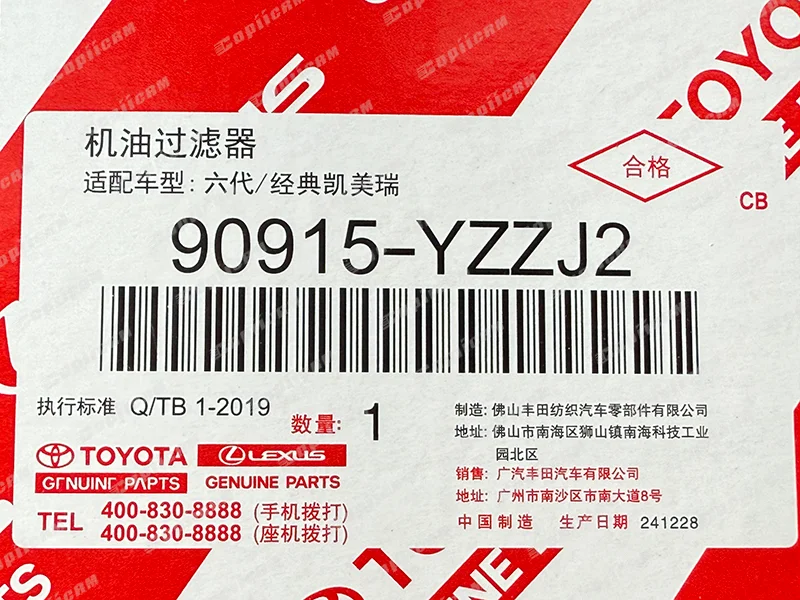 TOYO
机油过滤器
适配车型: 六代/经典凯美瑞
合格
CB
90915-YZZJ2
执行标准 Q/TB 1-2019
数量: 1
制造: 佛山丰田纺织汽车零部件有限公司
地址: 佛山市南海区狮山镇南海科技工业
园北区
销售: 广汽丰田汽车有限公司
地址: 广州市南沙区市南大道8号
中国制造 生产日期 241228
TOYOTA LEXUS
GENUINE PARTS GENUINE PARTS
TEL 400-830-8888 (手机拨打)
400-830-8888 (座机拨打)
GENUINE
CopiiCam